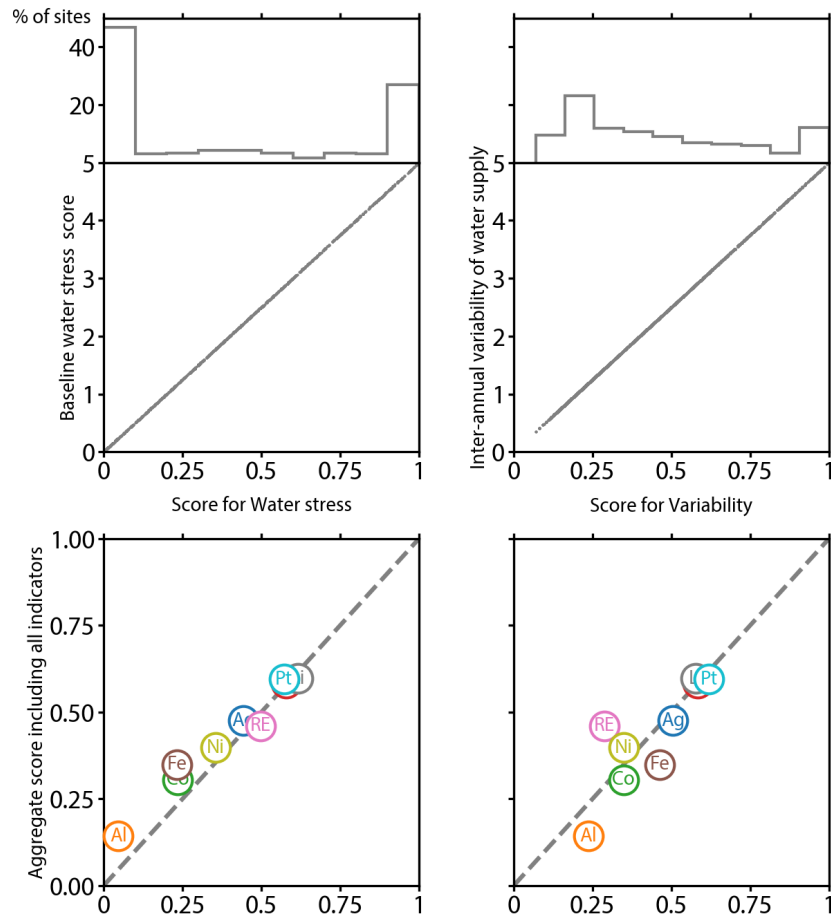 % of sites
40
20
5
4
3
2
1
0
Baseline water stress score
0
0.25
0.5
0.75
1
Score for Water stress
5
4
3
2
1
0
Inter-annual variability of water supply
0
0.25
0.5
0.75
1
Score for Variability
1.00
0.75
0.50
0.25
0.00
Aggregate score including all indicators
Pt
i
Ag
RE
Ni
Fe
Co
Al
0
0.25
0.5
0.75
1
L
Pt
RE
Ag
Ni
Fe
Co
Al
0
0.25
0.5
0.75
1